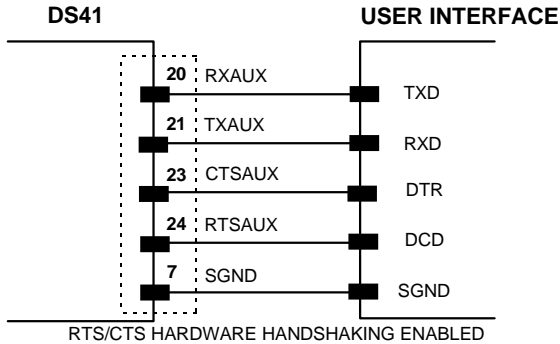 DS41 USER INTERFACE
20 RXAUX TXD
21 TXAUX RXD
23 CTSAUX DTR
24 RTSAUX DCD
7 SGND SGND
RTS/CTS HARDWARE HANDSHAKING ENABLED